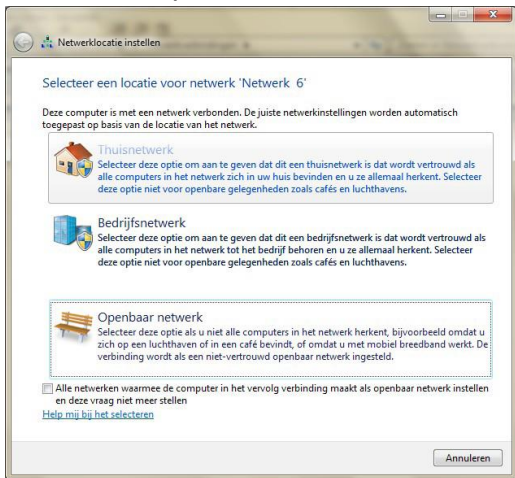 Netwerklocatie instellen
Selecteer een locatie voor netwerk 'Netwerk 6'
Deze computer is met een netwerk verbonden. De juiste netwerkinstellingen worden automatisch
toegepast op basis van de locatie van het netwerk.
Thuisnetwerk
Selecteer deze optie om aan te geven dat dit een thuisnetwerk is dat wordt vertrouwd als
alle computers in het netwerk zich in uw huis bevinden en u ze allemaal herkent. Selecteer
deze optie niet voor openbare gelegenheden zoals cafés en luchthavens.
Bedrijfsnetwerk
Selecteer deze optie om aan te geven dat dit een bedrijfsnetwerk is dat wordt vertrouwd als
alle computers in het netwerk tot het bedrijf behoren en u ze allemaal herkent. Selecteer
deze optie niet voor openbare gelegenheden zoals cafés en luchthavens.
Openbaar netwerk
Selecteer deze optie als u niet alle computers in het netwerk herkent, bijvoorbeeld omdat u
zich op een luchthaven of in een café bevindt, of omdat u met mobiel breedband werkt. De
verbinding wordt als een niet-vertrouwd openbaar netwerk ingesteld.
Alle netwerken waarmee de computer in het vervolg verbinding maakt als openbaar netwerk instellen
en deze vraag niet meer stellen
Help mij bij het selecteren
Annuleren